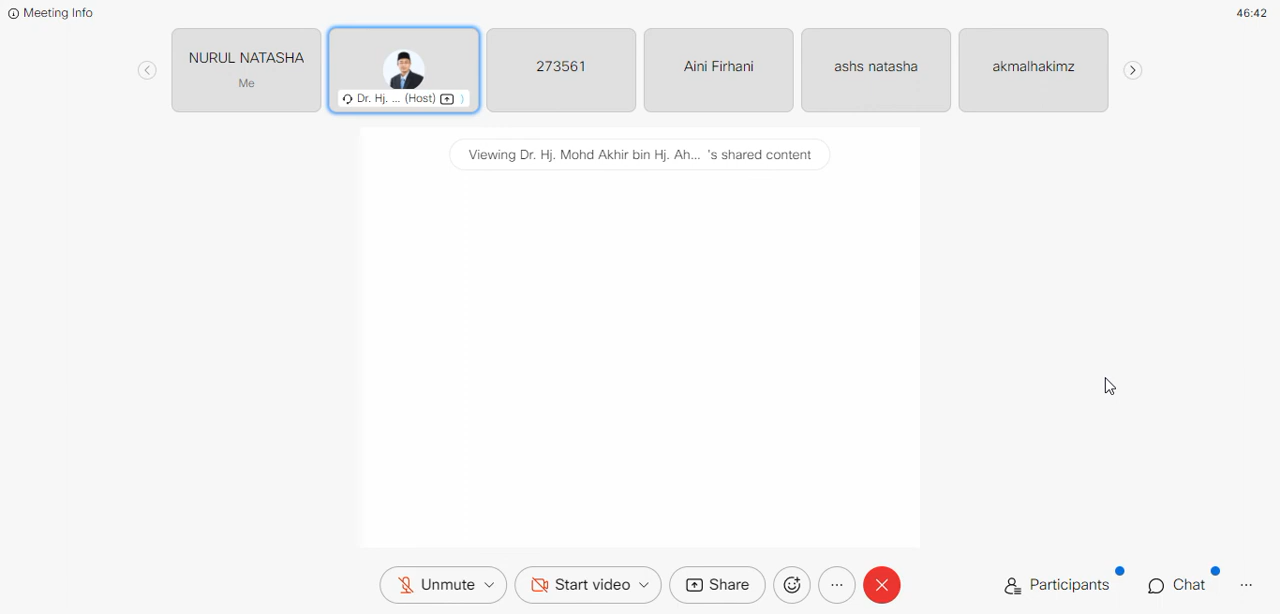 Meeting Info
46:42
NURUL NATASHA
Me
Dr. Hj. ... (Host)
273561
Aini Firhani
ashs natasha
akmalhakimz
Viewing Dr. Hj. Mohd Akhir bin Hj. Ah... 's shared content
Unmute
Start video
Share
Participants
Chat